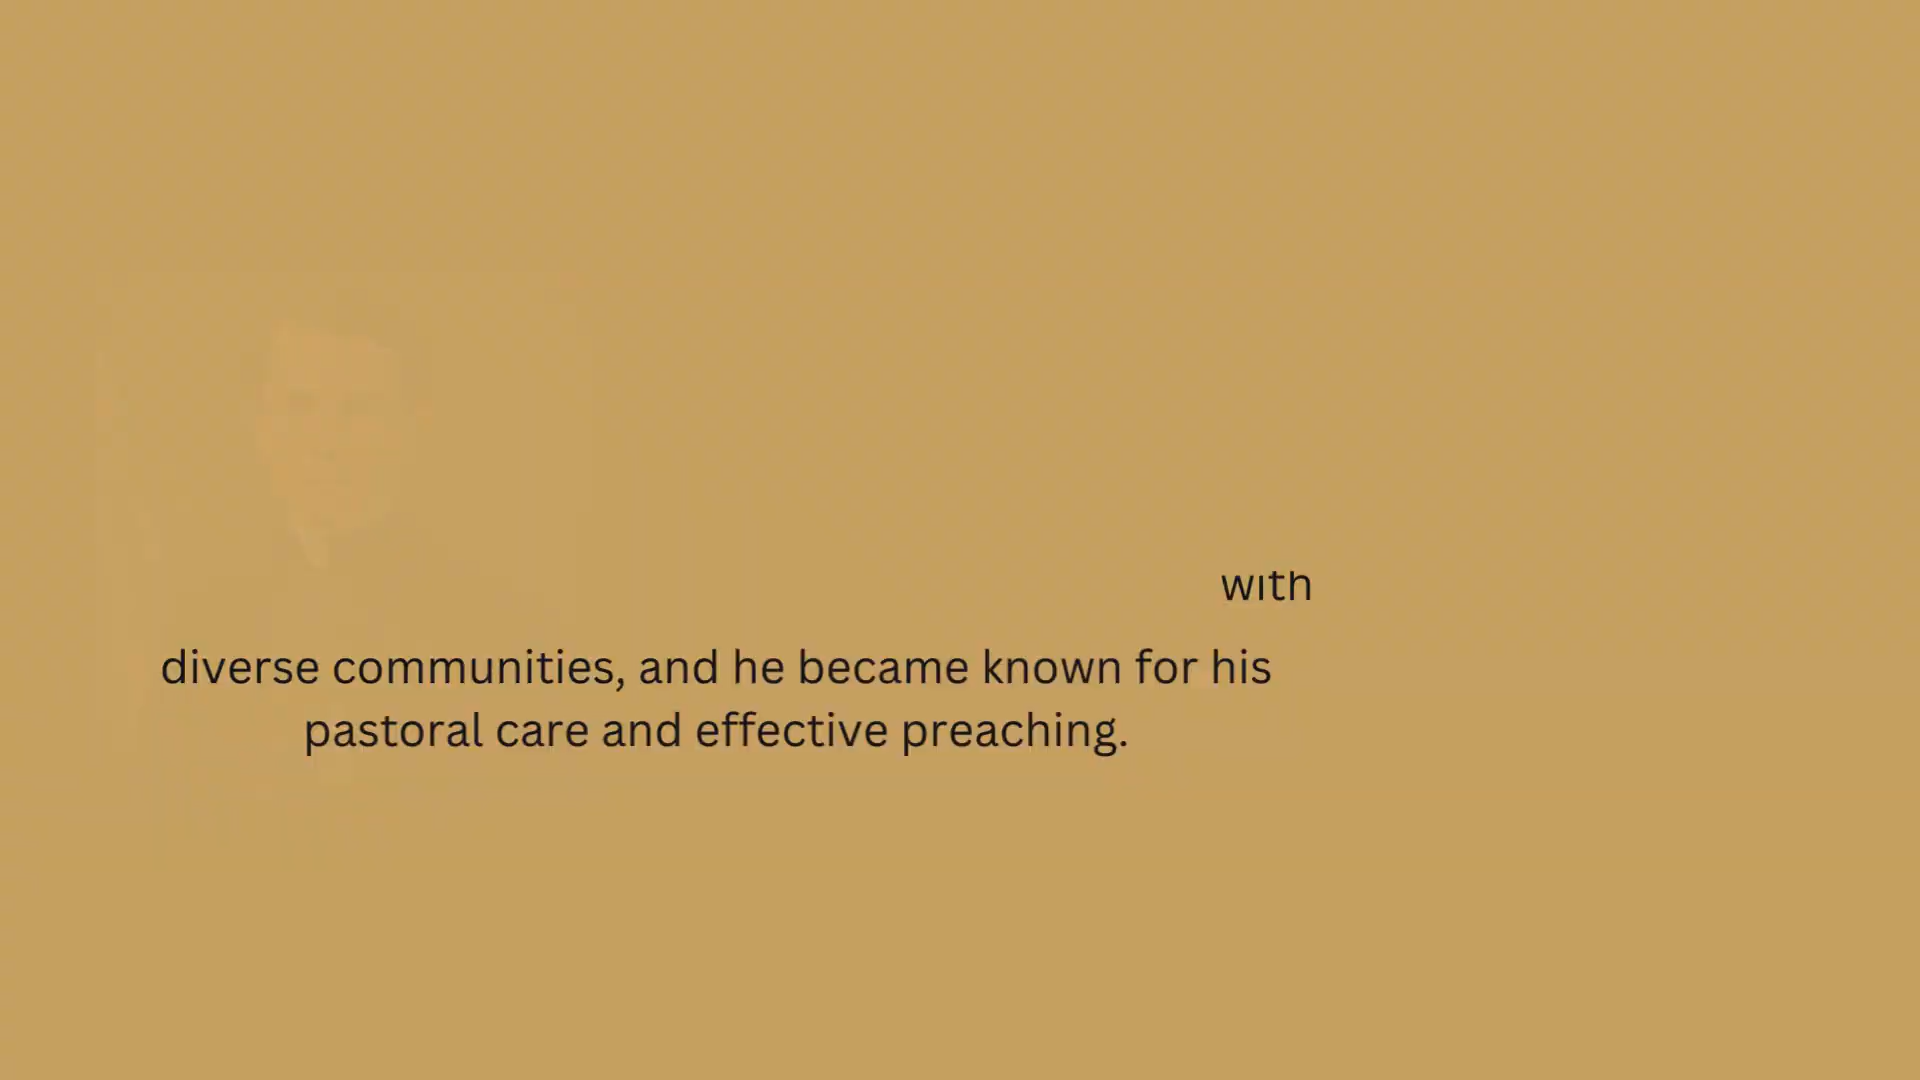 with
diverse communities, and he became known for his
pastoral care and effective preaching.